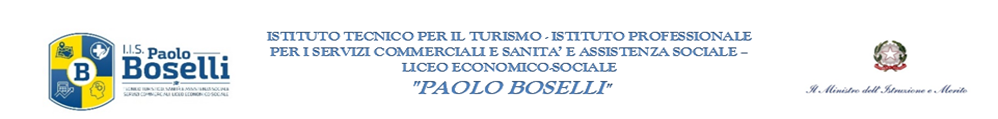 I.I.S. Paolo
Boselli
B
ISTITUTO TECNICO PER IL TURISMO - ISTITUTO PROFESSIONALE
PER I SERVIZI COMMERCIALI E SANITA’ E ASSISTENZA SOCIALE –
LICEO ECONOMICO-SOCIALE
"PAOLO BOSELLI"
Il Ministro dell'Istruzione e Merito